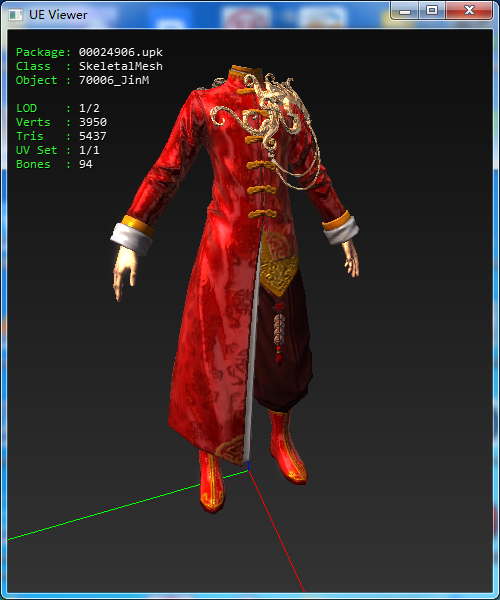 UE Viewer
Package: 00024906.upk
Class : SkeletalMesh
Object : 70006_JinM
LOD : 1/2
Verts : 3950
Tris : 5437
UV Set : 1/1
Bones : 94